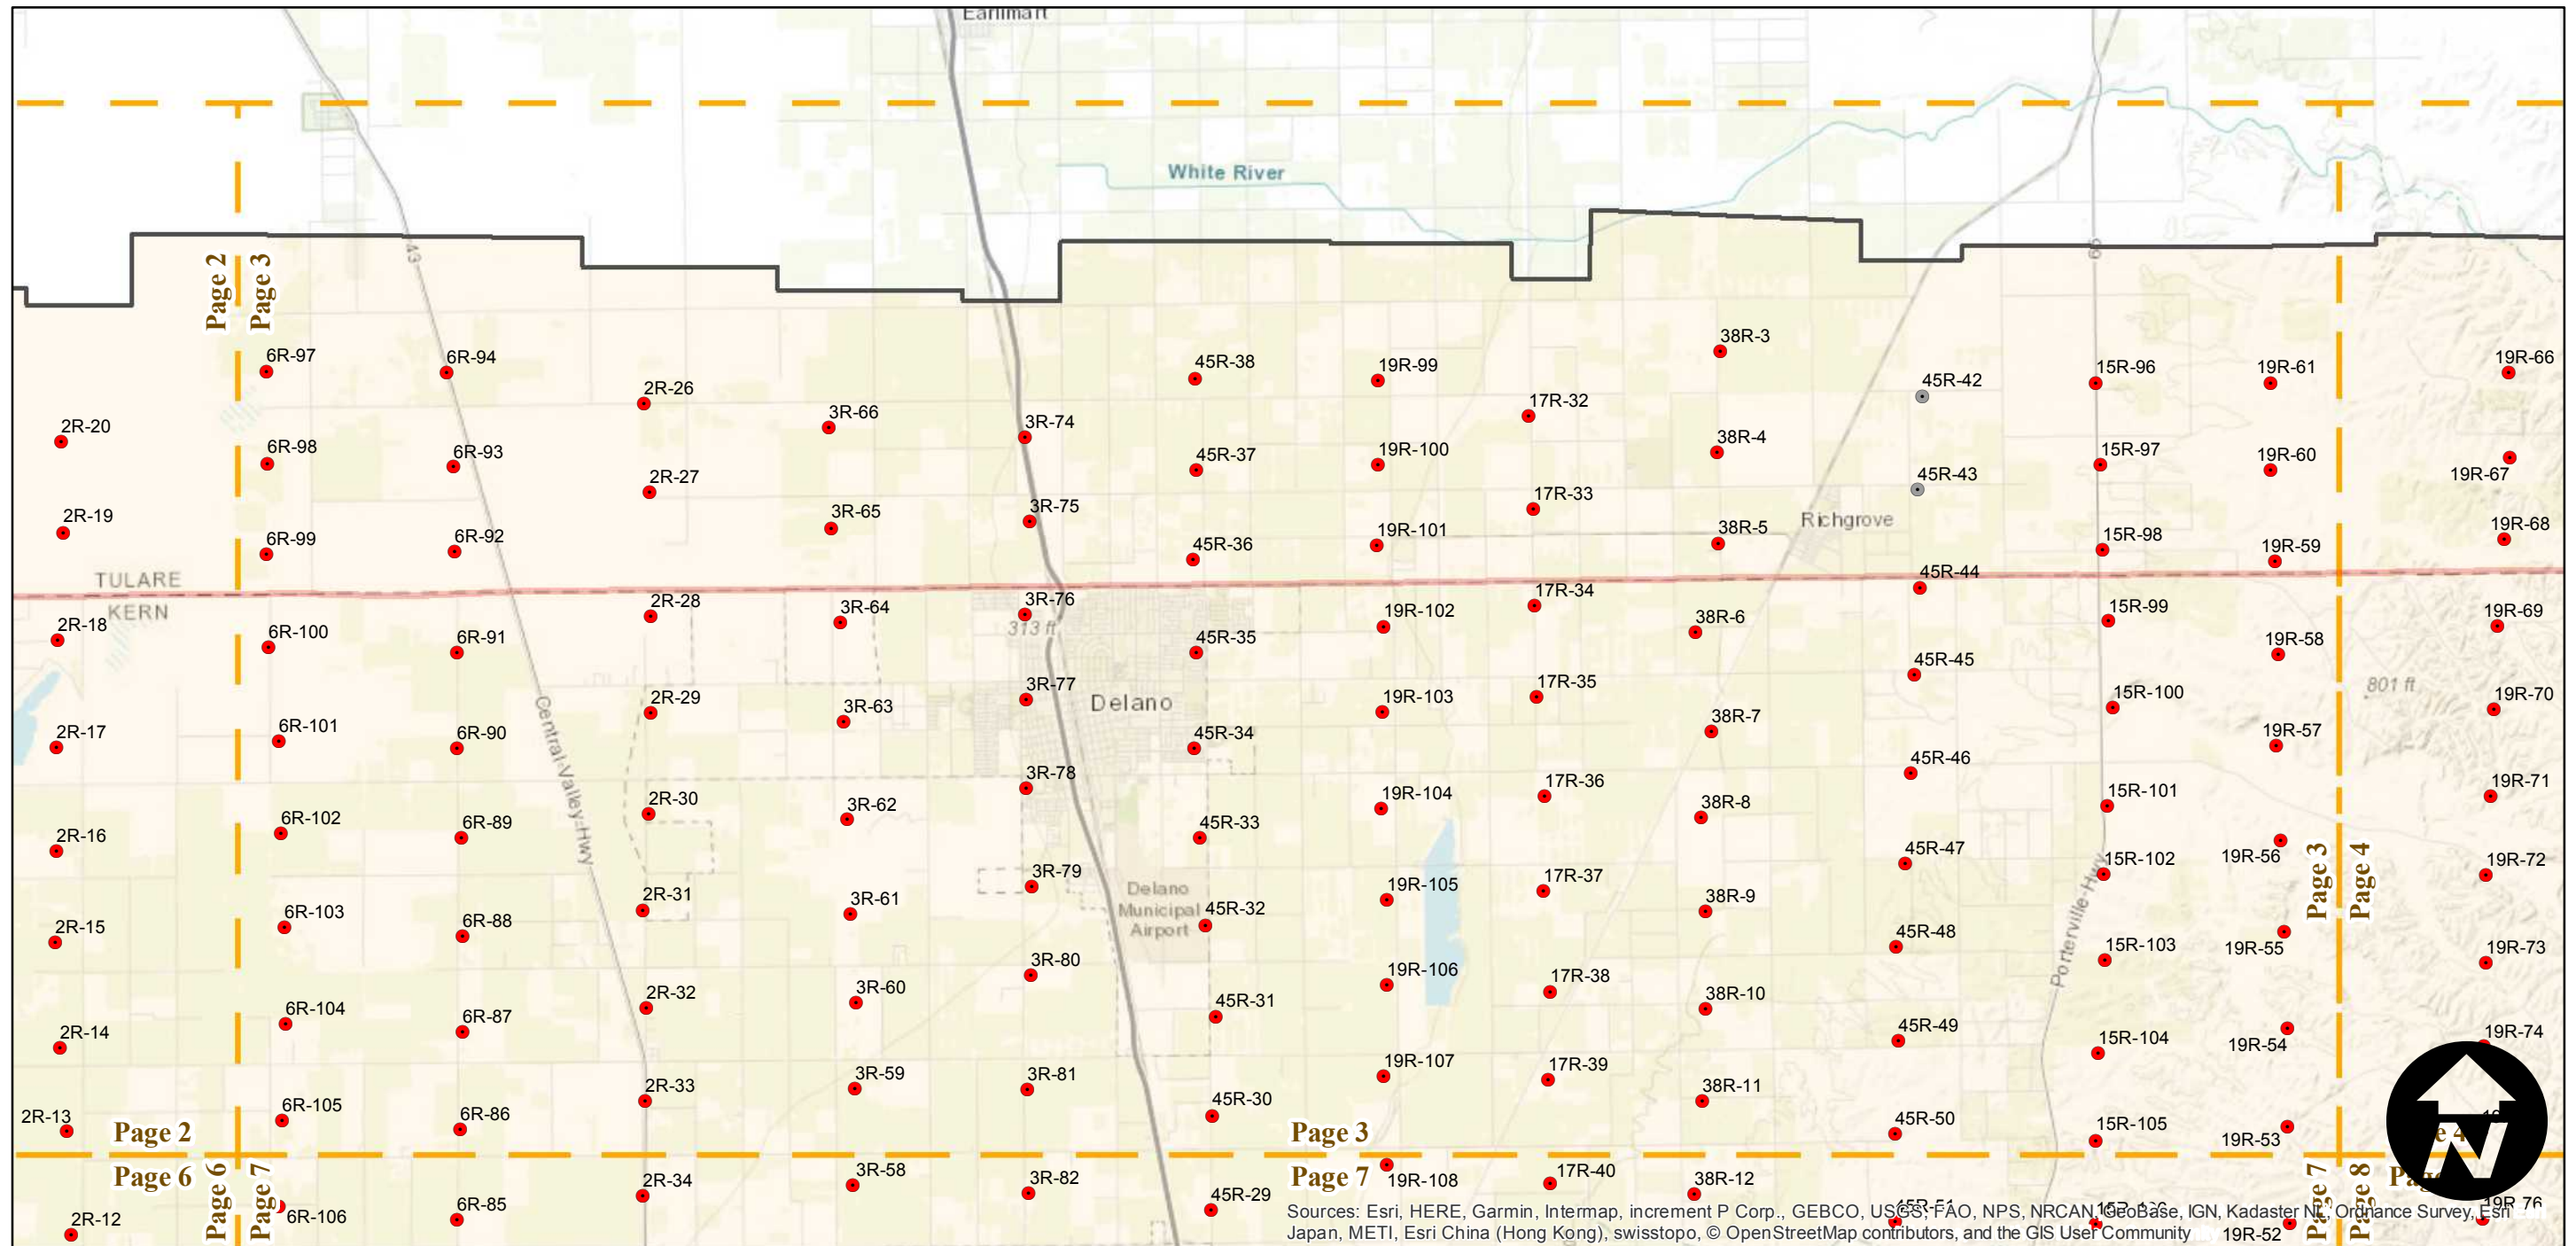 Earlimart
White River
43
65
Page 2
Page 3
38R-3
6R-97
6R-94
45R-38
19R-99
15R-96
19R-61
19R-66
2R-26
45R-42
3R-66
17R-32
2R-20
3R-74
38R-4
6R-98
6R-93
45R-37
19R-100
15R-97
19R-60
19R-67
2R-27
45R-43
17R-33
2R-19
3R-65
3R-75
Richgrove
38R-5
19R-68
6R-99
6R-92
45R-36
19R-101
15R-98
19R-59
TULARE
KERN
45R-44
2R-28
3R-64
3R-76
17R-34
19R-102
15R-99
19R-69
2R-18
313 ft
38R-6
6R-100
6R-91
45R-35
19R-58
45R-45
801 ft
2R-29
3R-77
17R-35
15R-100
19R-70
3R-63
Delano
19R-103
38R-7
2R-17
6R-101
6R-90
45R-34
19R-57
Central Valley Hwy
45R-46
3R-78
17R-36
19R-71
2R-30
3R-62
19R-104
38R-8
15R-101
6R-102
6R-89
45R-33
2R-16
45R-47
15R-102
19R-56
19R-72
Page 3
Page 4
3R-79
Delano
Municipal
Airport
19R-105
17R-37
2R-31
3R-61
45R-32
38R-9
6R-103
6R-88
2R-15
45R-48
15R-103
19R-55
19R-73
Porterville Hwy
3R-80
19R-106
17R-38
2R-32
3R-60
45R-31
38R-10
6R-104
6R-87
2R-14
45R-49
15R-104
19R-54
19R-74
3R-59
3R-81
19R-107
17R-39
2R-33
38R-11
45R-30
6R-105
6R-86
2R-13
45R-50
15R-105
19R-53
Page 2
Page 3
N
Page 6
Page 7
3R-58
3R-82
19R-108
17R-40
38R-12
2R-34
45R-29
6R-106
6R-85
2R-12
Page 6
Page 7
45R-51
19R-52
19R-76
Page 7
Page 8
Sources: Esri, HERE, Garmin, Intermap, increment P Corp., GEBCO, USGS, FAO, NPS, NRCAN, GeoBase, IGN, Kadaster NL, Ordnance Survey, Esri
Japan, METI, Esri China (Hong Kong), swisstopo, © OpenStreetMap contributors, and the GIS User Community